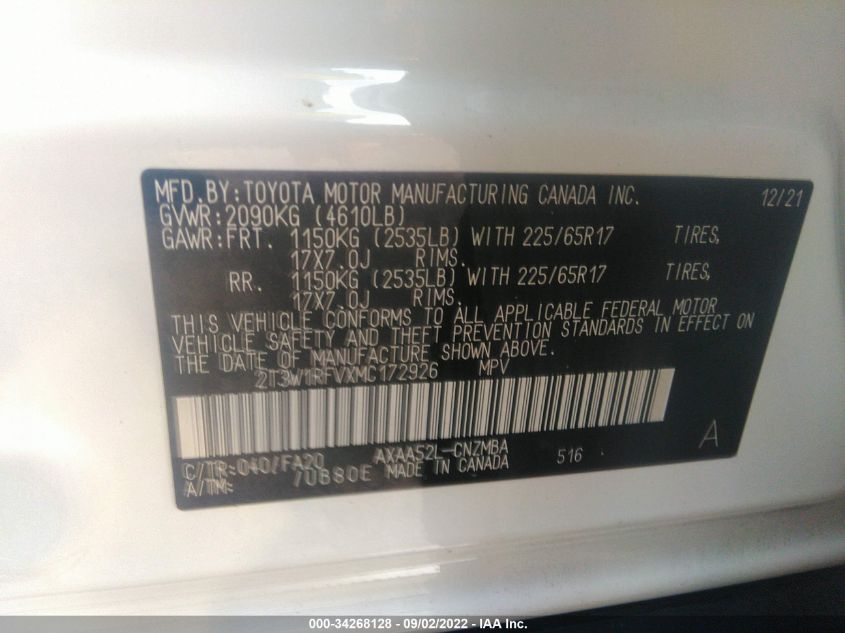 MFD.BY:TOYOTA MOTOR MANUFACTURING CANADA INC. 12/21
GVWR:2090KG (4610LB)
GAWR:FRT. 1150KG (2535LB) WITH 225/65R17 TIRES,
17X7.0J RIMS.
RR. 1150KG (2535LB) WITH 225/65R17 TIRES,
17X7.0J RIMS.
THIS VEHICLE CONFORMS TO ALL APPLICABLE FEDERAL MOTOR
VEHICLE SAFETY AND THEFT PREVENTION STANDARDS IN EFFECT ON
THE DATE OF MANUFACTURE SHOWN ABOVE.
2T3W1RFVXMC172926 MPV
A
C/TR:040/FA20 AXAA52L-CNZMBA 516
A/TM: /UB80E MADE IN CANADA
000-34268128 - 09/02/2022 - IAA Inc.